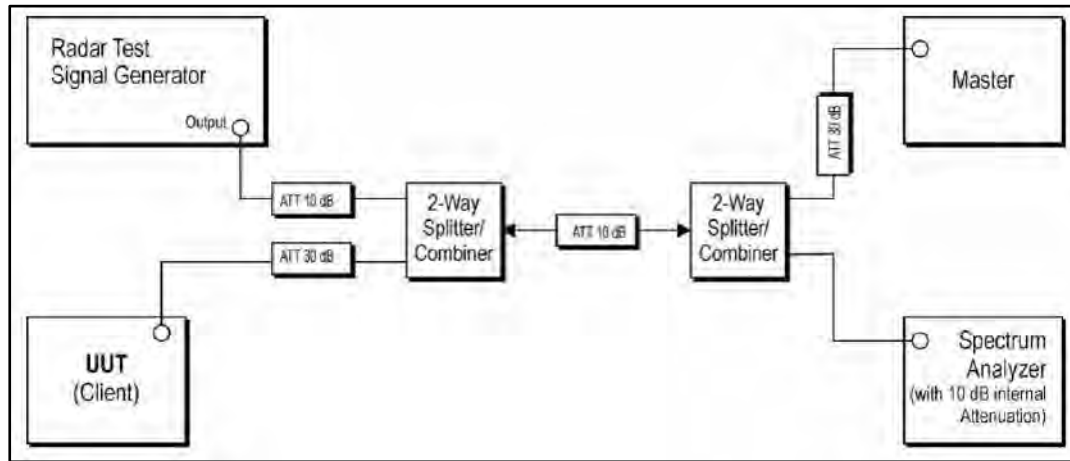 Radar Test
Signal Generator
Output
ATT 10 dB
ATT 30 dB
UUT
(Client)
2-Way
Splitter/
Combiner
ATT 10 dB
2-Way
Splitter/
Combiner
ATT 30 dB
Master
Spectrum
Analyzer
(with 10 dB internal
Attenuation)